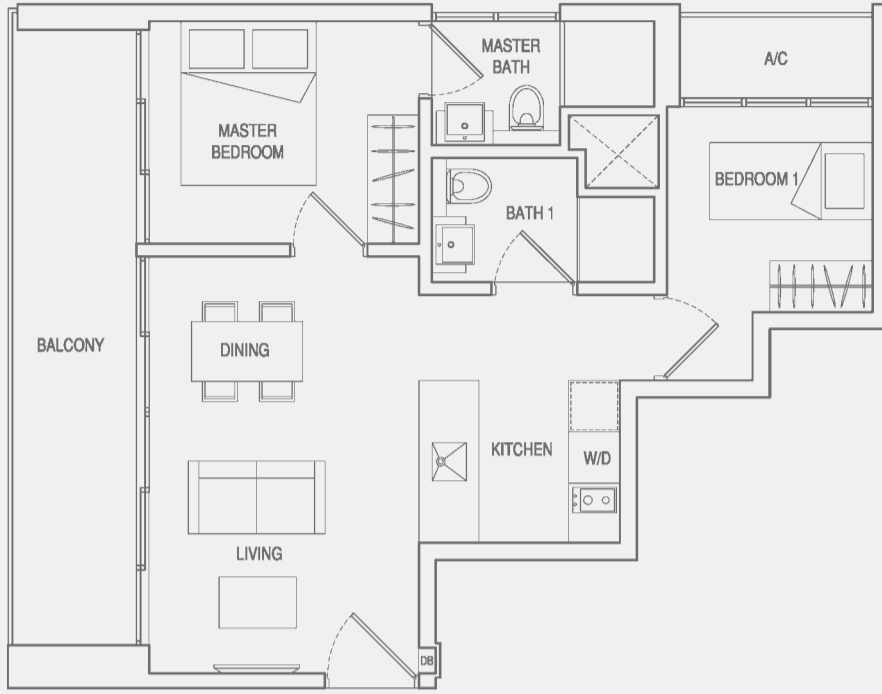 MASTER
BATH
A/C
MASTER
BEDROOM
BEDROOM 1
BATH 1
BALCONY
DINING
KITCHEN
W/D
LIVING
DB